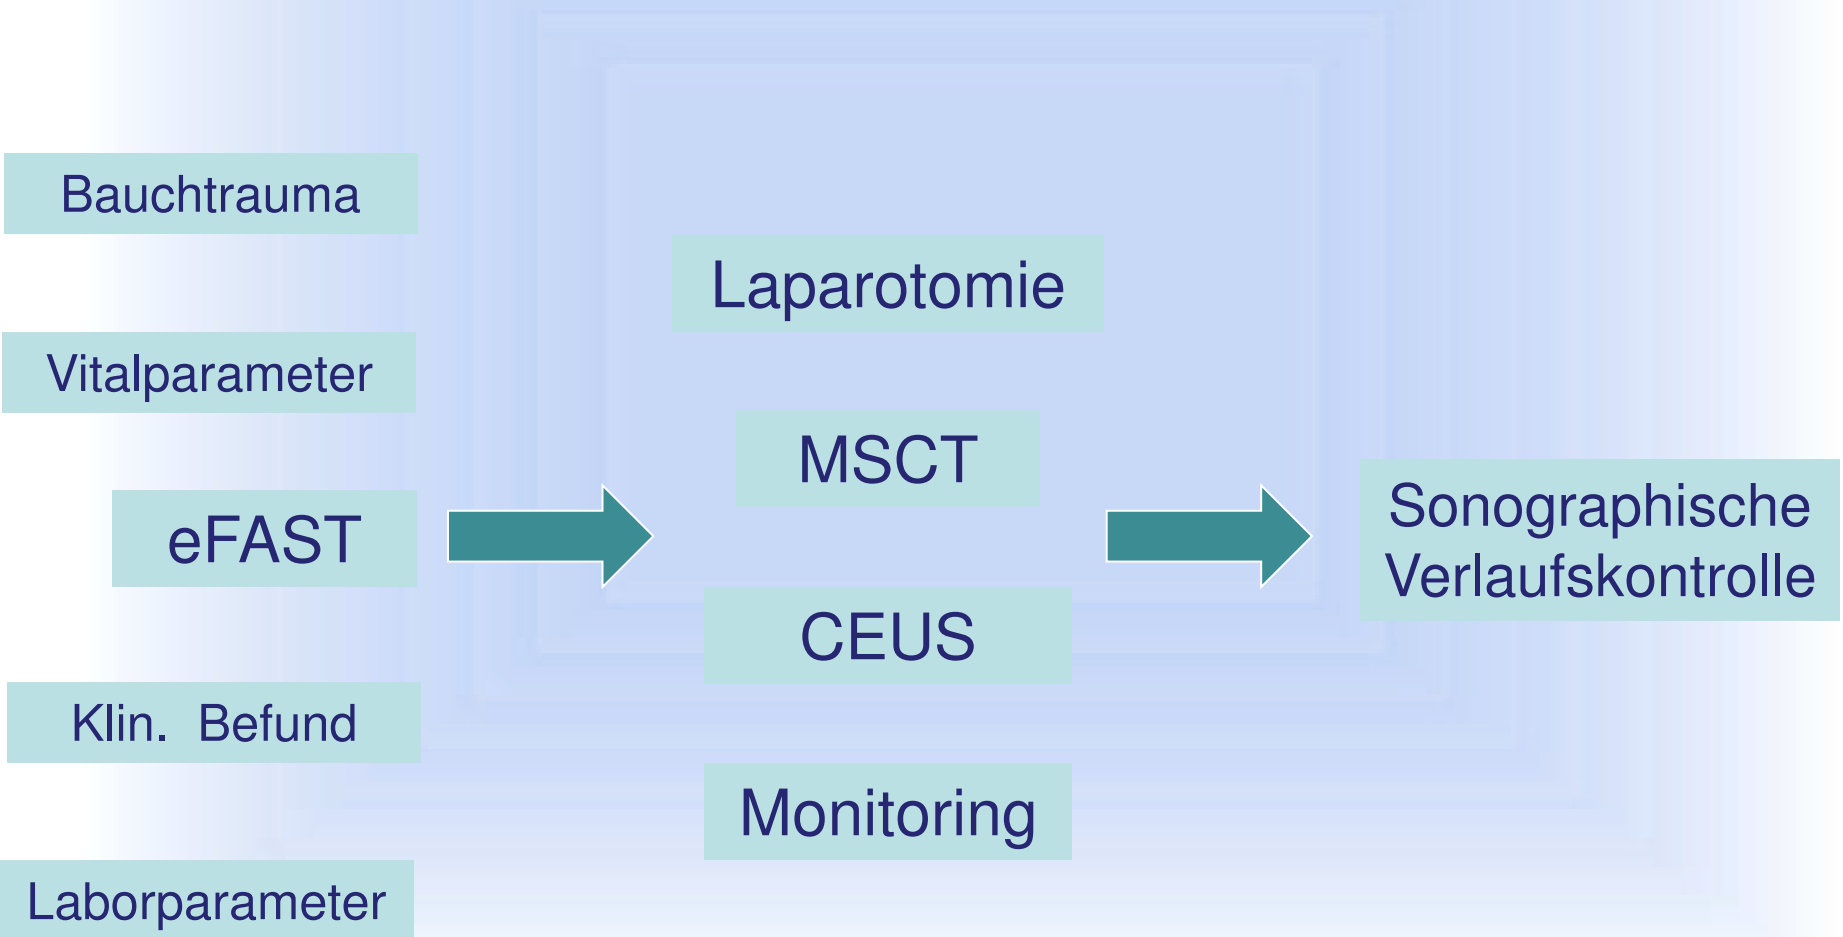 Bauchtrauma
Vitalparameter
eFAST
Klin. Befund
Laborparameter
Laparotomie
MSCT
CEUS
Monitoring
Sonographische
Verlaufskontrolle